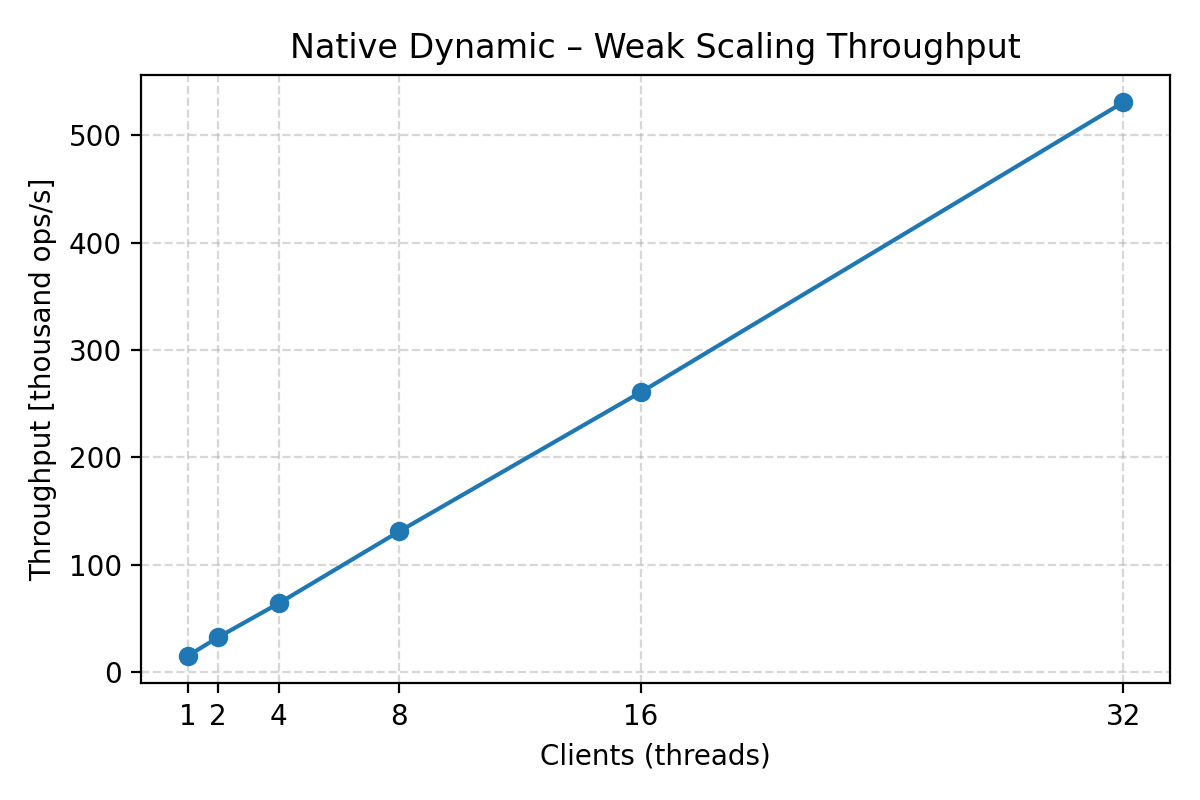 Native Dynamic – Weak Scaling Throughput
Throughput [thousand ops/s]
500
400
300
200
100
0
1 2 4 8 16 32
Clients (threads)